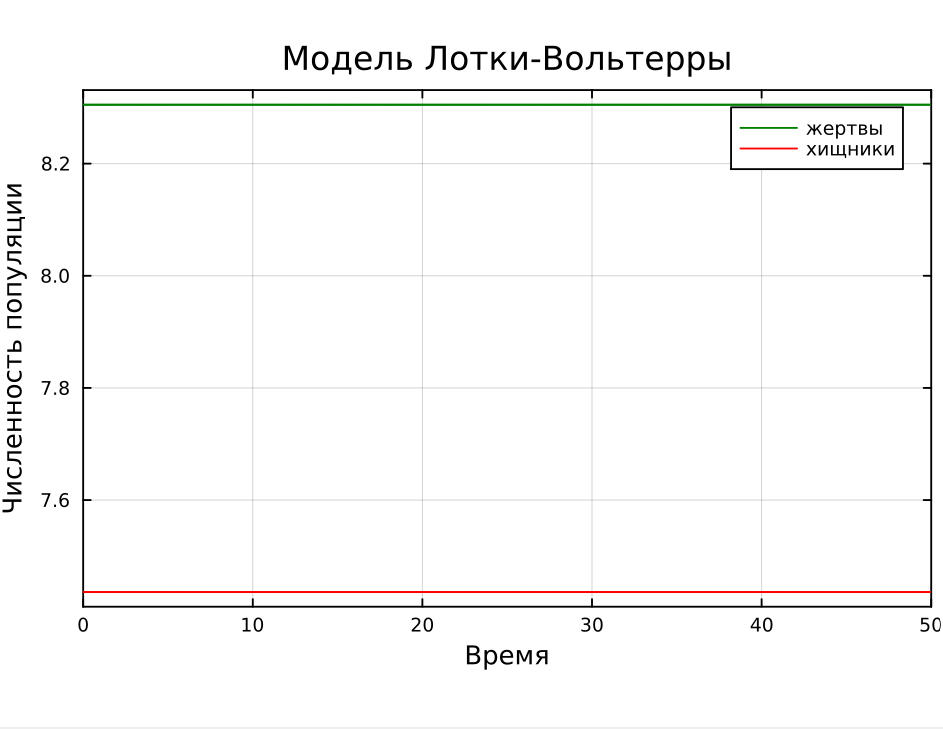 Модель Лотки-Вольтерры
жертвы
хищники
Численность популяции
8.2
8.0
7.8
7.6
0 10 20 30 40 50
Время